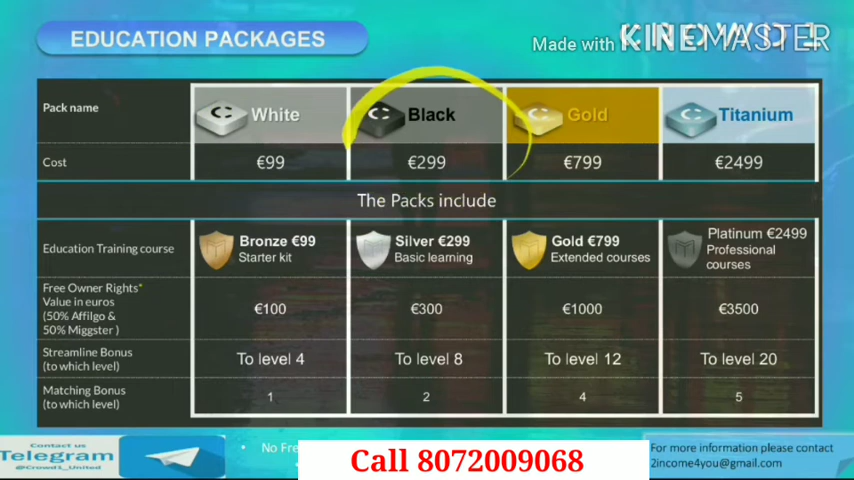 EDUCATION PACKAGES
Made with KINEMASTER
Pack name
White
Black
Gold
Titanium
Cost
€99
€299
€799
€2499
The Packs include
Education Training course
Bronze €99
Starter kit
Silver €299
Basic learning
Gold €799
Extended courses
Platinum €2499
Professional
courses
Free Owner Rights*
Value in euros
(50% Affilgo &
50% Miggster )
€100
€300
€1000
€3500
Streamline Bonus
(to which level)
To level 4
To level 8
To level 12
To level 20
Matching Bonus
(to which level)
1
2
4
5
Contact us
Telegram
@Crowd1_United
• No
Call 8072009068
For more information please contact
2income4you@gmail.com